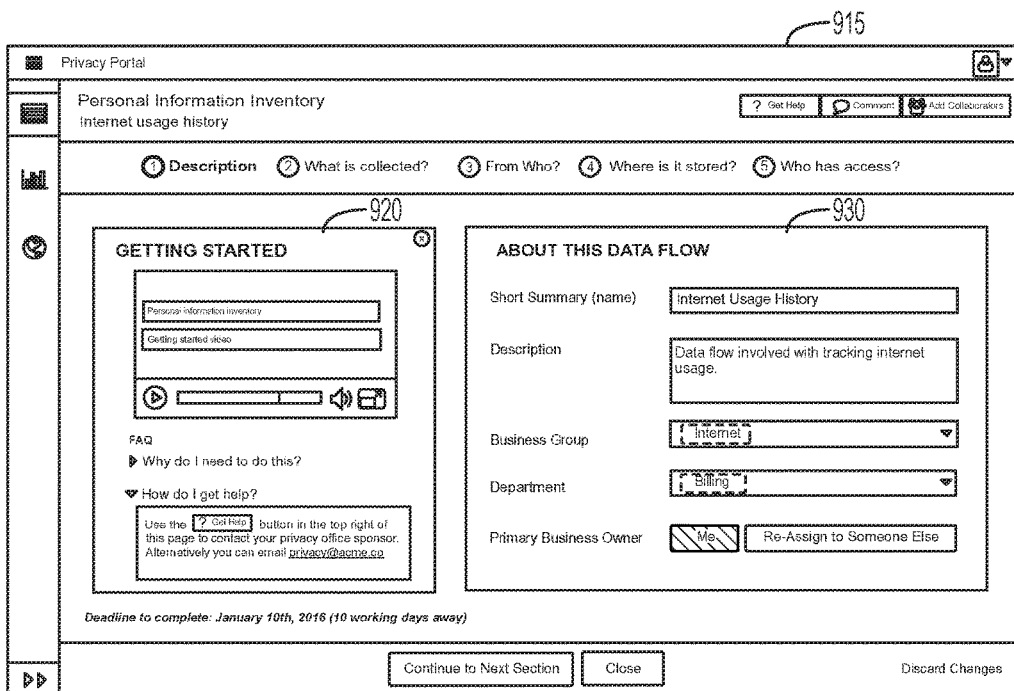 915
Privacy Portal
Personal Information Inventory
Internet usage history
? Get Help Comment Add Collaborators
1 Description 2 What is collected? 3 From Who? 4 Where is it stored? 5 Who has access?
920
GETTING STARTED
Personal information inventory
Getting started video
FAQ
Why do I need to do this?
How do I get help?
Use the ? Get Help button in the top right of
this page to contact your privacy office sponsor.
Alternatively you can email privacy@acme.co
930
ABOUT THIS DATA FLOW
Short Summary (name) Internet Usage History
Description Data flow involved with tracking internet
usage.
Business Group Internet
Department Billing
Primary Business Owner Me Re-Assign to Someone Else
Deadline to complete: January 10th, 2016 (10 working days away)
Continue to Next Section Close Discard Changes